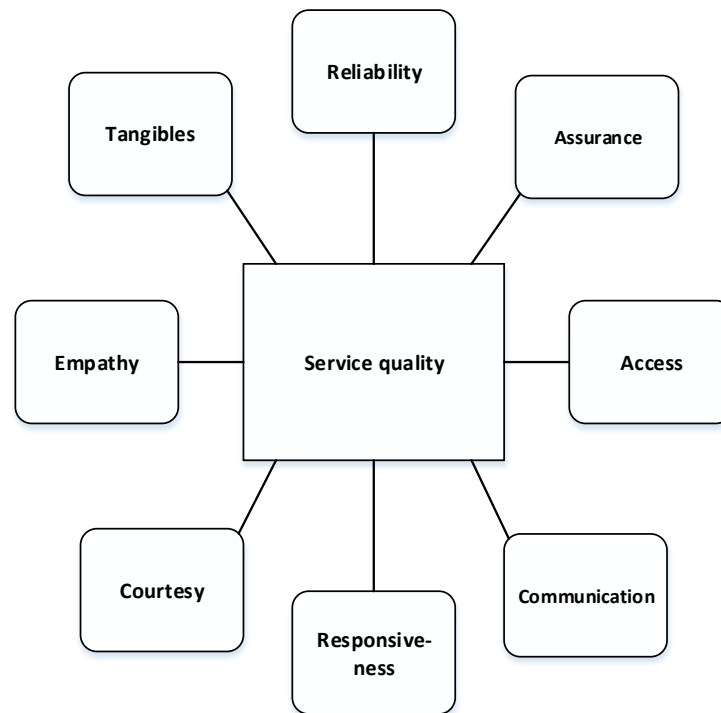 Reliability
Tangibles
Assurance
Empathy
Service quality
Access
Courtesy
Communication
Responsive-
ness